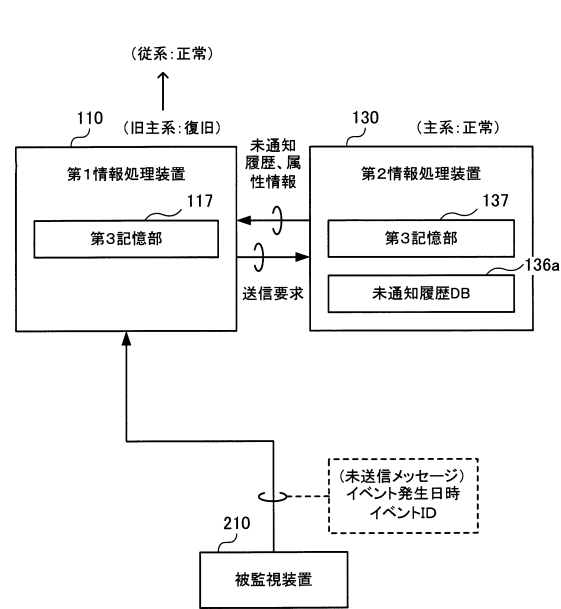 (従系:正常)
110
(旧主系:復旧)
130
(主系:正常)
第1情報処理装置
未通知
履歴、属
性情報
第2情報処理装置
117
第3記憶部
137
第3記憶部
送信要求
136a
未通知履歴DB
(未送信メッセージ)
イベント発生日時
イベントID
210
被監視装置